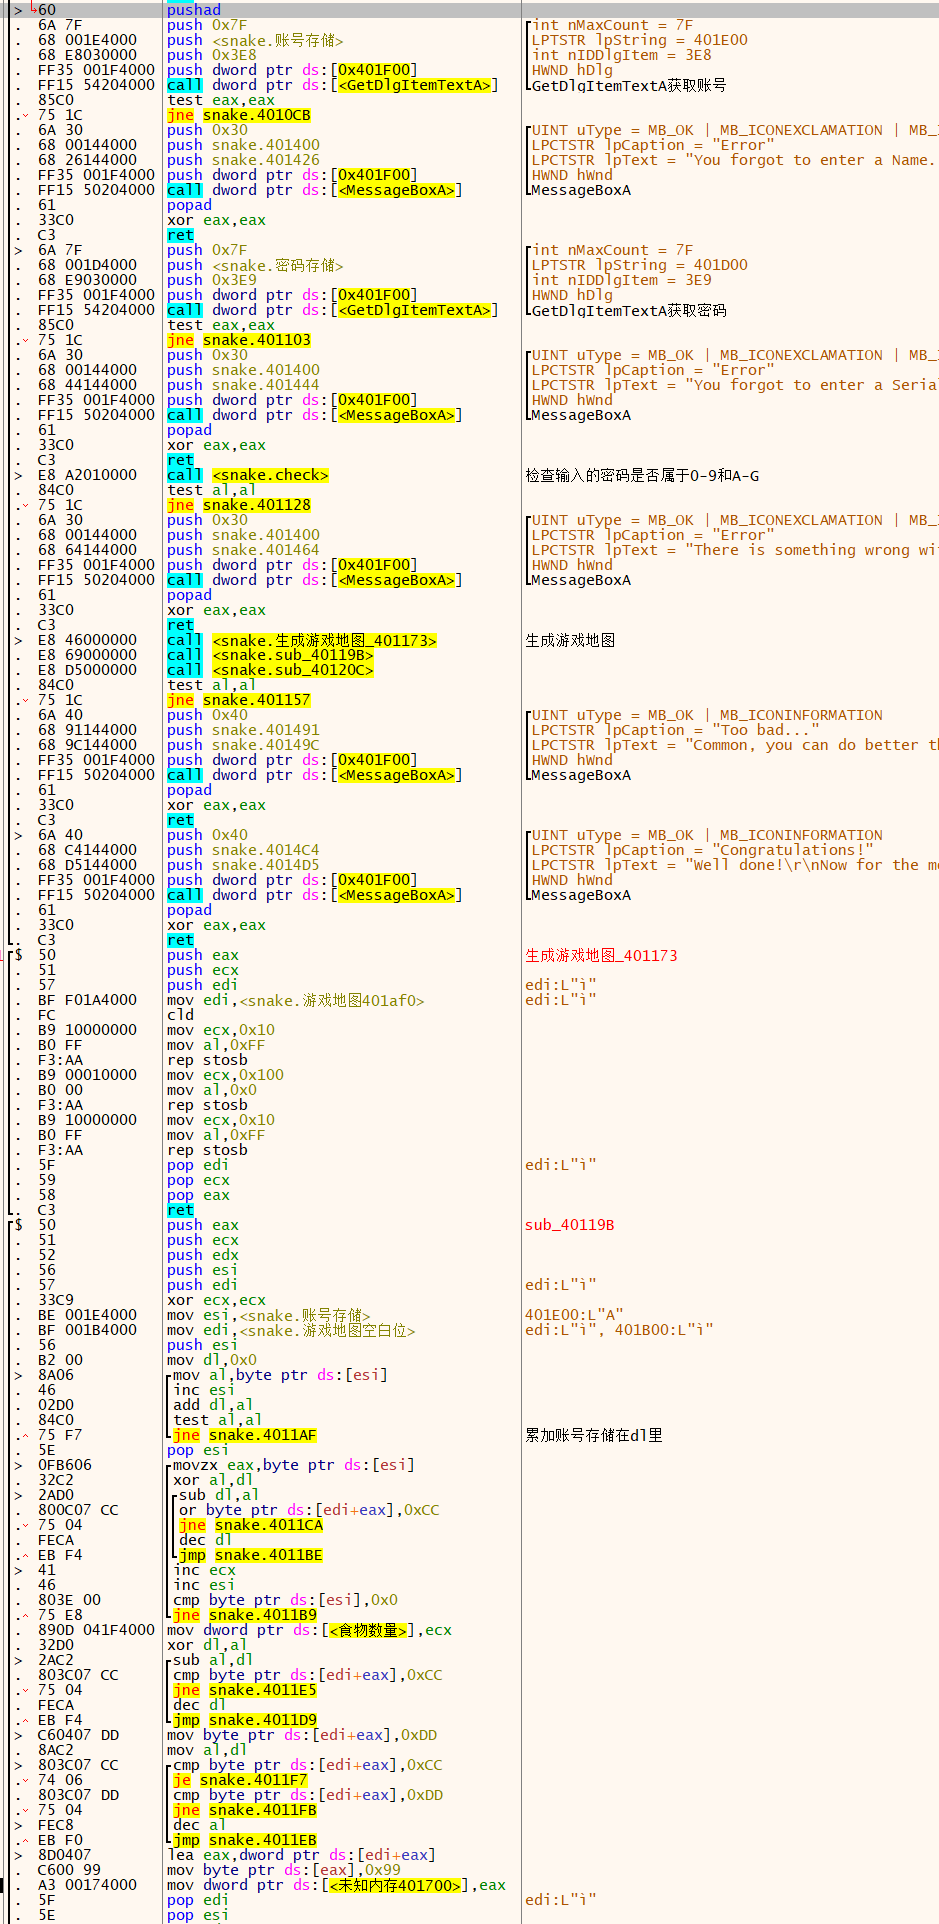 > 60 pushad
. 6A 7F push 0x7F int nMaxCount = 7F
. 68 001E4000 push <snake.账号存储> LPTSTR lpString = 401E00
. 68 E8030000 push 0x3E8 int nIDDlgItem = 3E8
. FF35 001F4000 push dword ptr ds:[0x401F00] HWND hDlg
. FF15 54204000 call dword ptr ds:[<GetDlgItemTextA>] GetDlgItemTextA获取账号
. 85C0 test eax,eax
. 75 1C jne snake.4010CB
. 6A 30 push 0x30 UINT uType = MB_OK | MB_ICONEXCLAMATION | MB_
. 68 00144000 push snake.401400 LPCTSTR lpCaption = "Error"
. 68 26144000 push snake.401426 LPCTSTR lpText = "You forgot to enter a Name.
. FF35 001F4000 push dword ptr ds:[0x401F00] HWND hWnd
. FF15 50204000 call dword ptr ds:[<MessageBoxA>] MessageBoxA
. 61 popad
. 33C0 xor eax,eax
. C3 ret
> 6A 7F push 0x7F int nMaxCount = 7F
. 68 001D4000 push <snake.密码存储> LPTSTR lpString = 401D00
. 68 E9030000 push 0x3E9 int nIDDlgItem = 3E9
. FF35 001F4000 push dword ptr ds:[0x401F00] HWND hDlg
. FF15 54204000 call dword ptr ds:[<GetDlgItemTextA>] GetDlgItemTextA获取密码
. 85C0 test eax,eax
. 75 1C jne snake.401103
. 6A 30 push 0x30 UINT uType = MB_OK | MB_ICONEXCLAMATION | MB_
. 68 00144000 push snake.401400 LPCTSTR lpCaption = "Error"
. 68 44144000 push snake.401444 LPCTSTR lpText = "You forgot to enter a Seria
. FF35 001F4000 push dword ptr ds:[0x401F00] HWND hWnd
. FF15 50204000 call dword ptr ds:[<MessageBoxA>] MessageBoxA
. 61 popad
. 33C0 xor eax,eax
. C3 ret
> E8 A2010000 call <snake.check> 检查输入的密码是否属于0-9和A-G
. 84C0 test al,al
. 75 1C jne snake.401128
. 6A 30 push 0x30 UINT uType = MB_OK | MB_ICONEXCLAMATION | MB_
. 68 00144000 push snake.401400 LPCTSTR lpCaption = "Error"
. 68 64144000 push snake.401464 LPCTSTR lpText = "There is something wrong wi
. FF35 001F4000 push dword ptr ds:[0x401F00] HWND hWnd
. FF15 50204000 call dword ptr ds:[<MessageBoxA>] MessageBoxA
. 61 popad
. 33C0 xor eax,eax
. C3 ret
> E8 46000000 call <snake.生成游戏地图_401173> 生成游戏地图
. E8 69000000 call <snake.sub_40119B>
. E8 D5000000 call <snake.sub_40120C>
. 84C0 test al,al
. 75 1C jne snake.401157
. 6A 40 push 0x40 UINT uType = MB_OK | MB_ICONINFORMATION
. 68 91144000 push snake.401491 LPCTSTR lpCaption = "Too bad..."
. 68 9C144000 push snake.40149C LPCTSTR lpText = "Common, you can do better th
. FF35 001F4000 push dword ptr ds:[0x401F00] HWND hWnd
. FF15 50204000 call dword ptr ds:[<MessageBoxA>] MessageBoxA
. 61 popad
. 33C0 xor eax,eax
. C3 ret
> 6A 40 push 0x40 UINT uType = MB_OK | MB_ICONINFORMATION
. 68 C4144000 push snake.4014C4 LPCTSTR lpCaption = "Congratulations!"
. 68 D5144000 push snake.4014D5 LPCTSTR lpText = "Well done!\r\nNow for the mo
. FF35 001F4000 push dword ptr ds:[0x401F00] HWND hWnd
. FF15 50204000 call dword ptr ds:[<MessageBoxA>] MessageBoxA
. 61 popad
. 33C0 xor eax,eax
. C3 ret
$ 50 push eax 生成游戏地图_401173
. 51 push ecx
. 57 push edi edi:L"ì"
. BF F01A4000 mov edi,<snake.游戏地图401af0> edi:L"ì"
. FC cld
. B9 10000000 mov ecx,0x10
. B0 FF mov al,0xFF
. F3:AA rep stosb
. B9 00010000 mov ecx,0x100
. B0 00 mov al,0x0
. F3:AA rep stosb
. B9 10000000 mov ecx,0x10
. B0 FF mov al,0xFF
. F3:AA rep stosb
. 5F pop edi edi:L"ì"
. 59 pop ecx
. 58 pop eax
. C3 ret
$ 50 push eax sub_40119B
. 51 push ecx
. 52 push edx
. 56 push esi
. 57 push edi edi:L"ì"
. 33C9 xor ecx,ecx
. BE 001E4000 mov esi,<snake.账号存储> 401E00:L"A"
. BF 001B4000 mov edi,<snake.游戏地图空白位> edi:L"ì", 401B00:L"ì"
. 56 push esi
. B2 00 mov dl,0x0
> 8A06 mov al,byte ptr ds:[esi]
. 46 inc esi
. 02D0 add dl,al
. 84C0 test al,al
. 75 F7 jne snake.4011AF 累加账号存储在dl里
. 5E pop esi
> 0FB606 movzx eax,byte ptr ds:[esi]
. 32C2 xor al,dl
> 2AD0 sub dl,al
. 800C07 CC or byte ptr ds:[edi+eax],0xCC
. 75 04 jne snake.4011CA
. FECA dec dl
. EB F4 jmp snake.4011BE
> 41 inc ecx
. 46 inc esi
. 803E 00 cmp byte ptr ds:[esi],0x0
. 75 E8 jne snake.4011B9
. 890D 041F4000 mov dword ptr ds:[<食物数量>],ecx
. 32D0 xor dl,al
> 2AC2 sub al,dl
. 803C07 CC cmp byte ptr ds:[edi+eax],0xCC
. 75 04 jne snake.4011E5
. FECA dec dl
. EB F4 jmp snake.4011D9
> C60407 DD mov byte ptr ds:[edi+eax],0xDD
. 8AC2 mov al,dl
> 803C07 CC cmp byte ptr ds:[edi+eax],0xCC
. 74 06 je snake.4011F7
. 803C07 DD cmp byte ptr ds:[edi+eax],0xDD
. 75 04 jne snake.4011FB
> FEC8 dec al
. EB F0 jmp snake.4011EB
> 8D0407 lea eax,dword ptr ds:[edi+eax]
. C600 99 mov byte ptr ds:[eax],0x99
. A3 00174000 mov dword ptr ds:[<未知内存401700>],eax
. 5F pop edi edi:L"ì"
. 5E pop esi